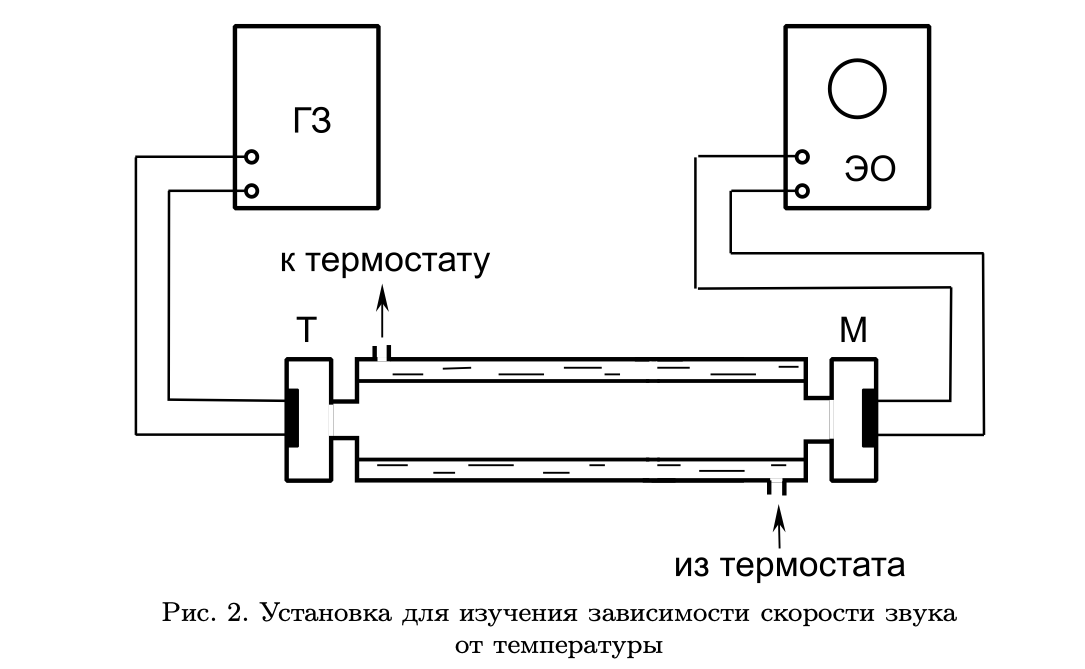 ГЗ
ЭО
к термостату
Т
М
из термостата
Рис. 2. Установка для изучения зависимости скорости звука
от температуры